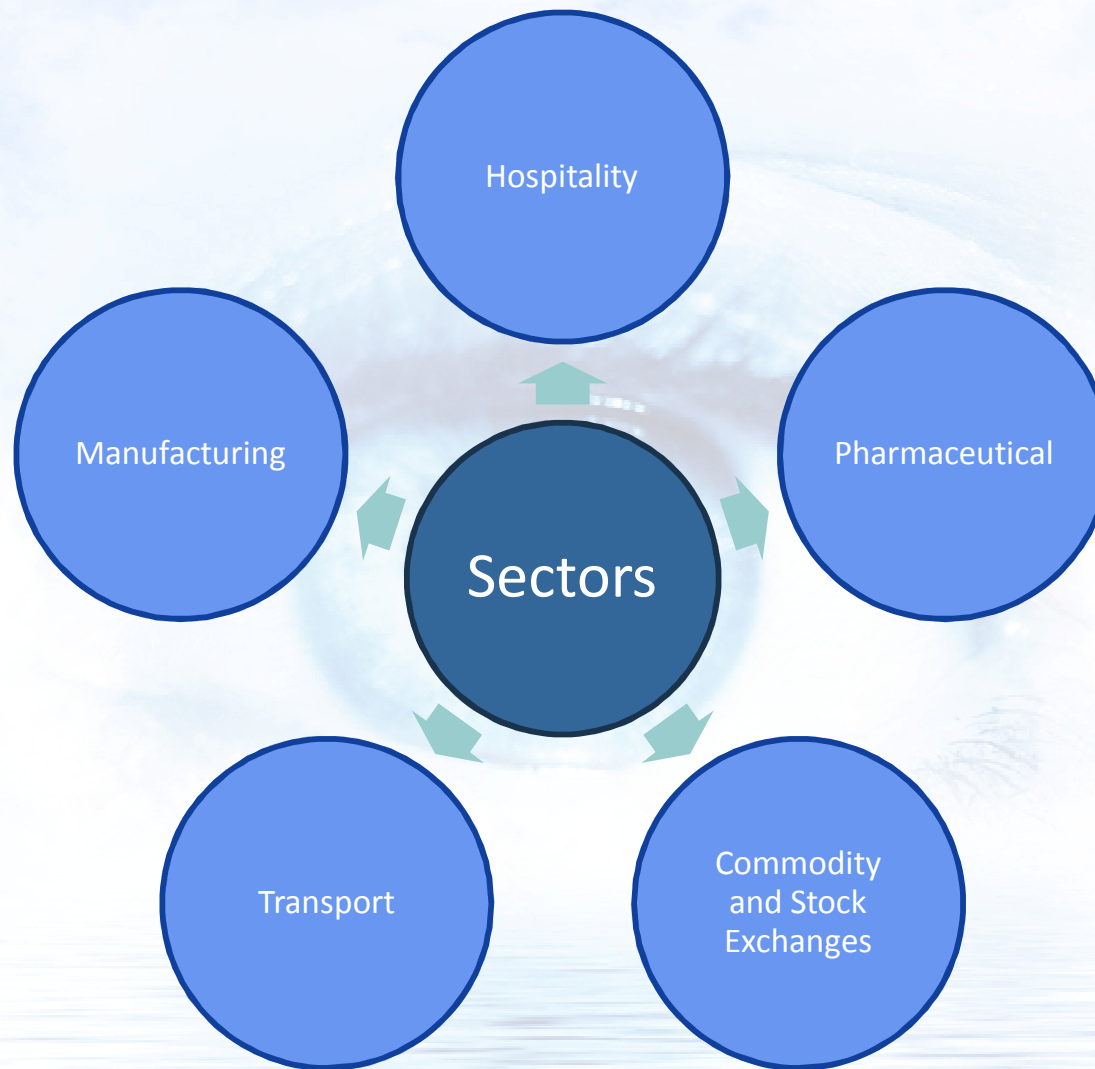 Hospitality
Manufacturing
Pharmaceutical
Sectors
Transport
Commodity
and Stock
Exchanges